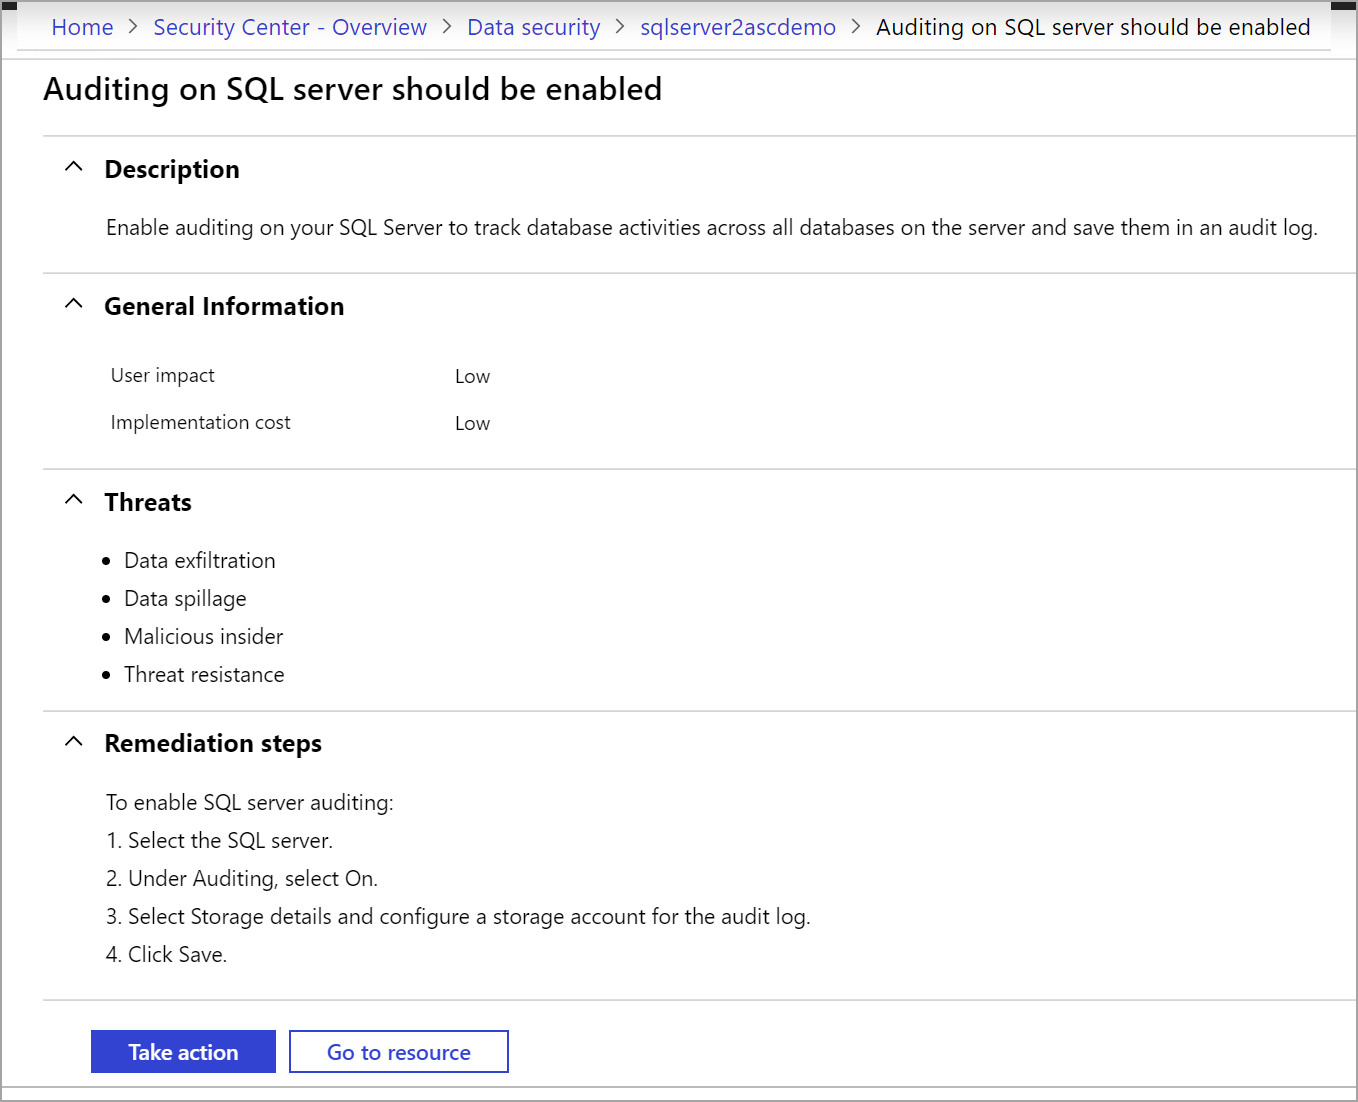 Home > Security Center - Overview > Data security > sqlserver2ascdemo > Auditing on SQL server should be enabled
Auditing on SQL server should be enabled
Description
Enable auditing on your SQL Server to track database activities across all databases on the server and save them in an audit log.
General Information
User impact Low
Implementation cost Low
Threats
• Data exfiltration
• Data spillage
• Malicious insider
• Threat resistance
Remediation steps
To enable SQL server auditing:
1. Select the SQL server.
2. Under Auditing, select On.
3. Select Storage details and configure a storage account for the audit log.
4. Click Save.
Take action Go to resource